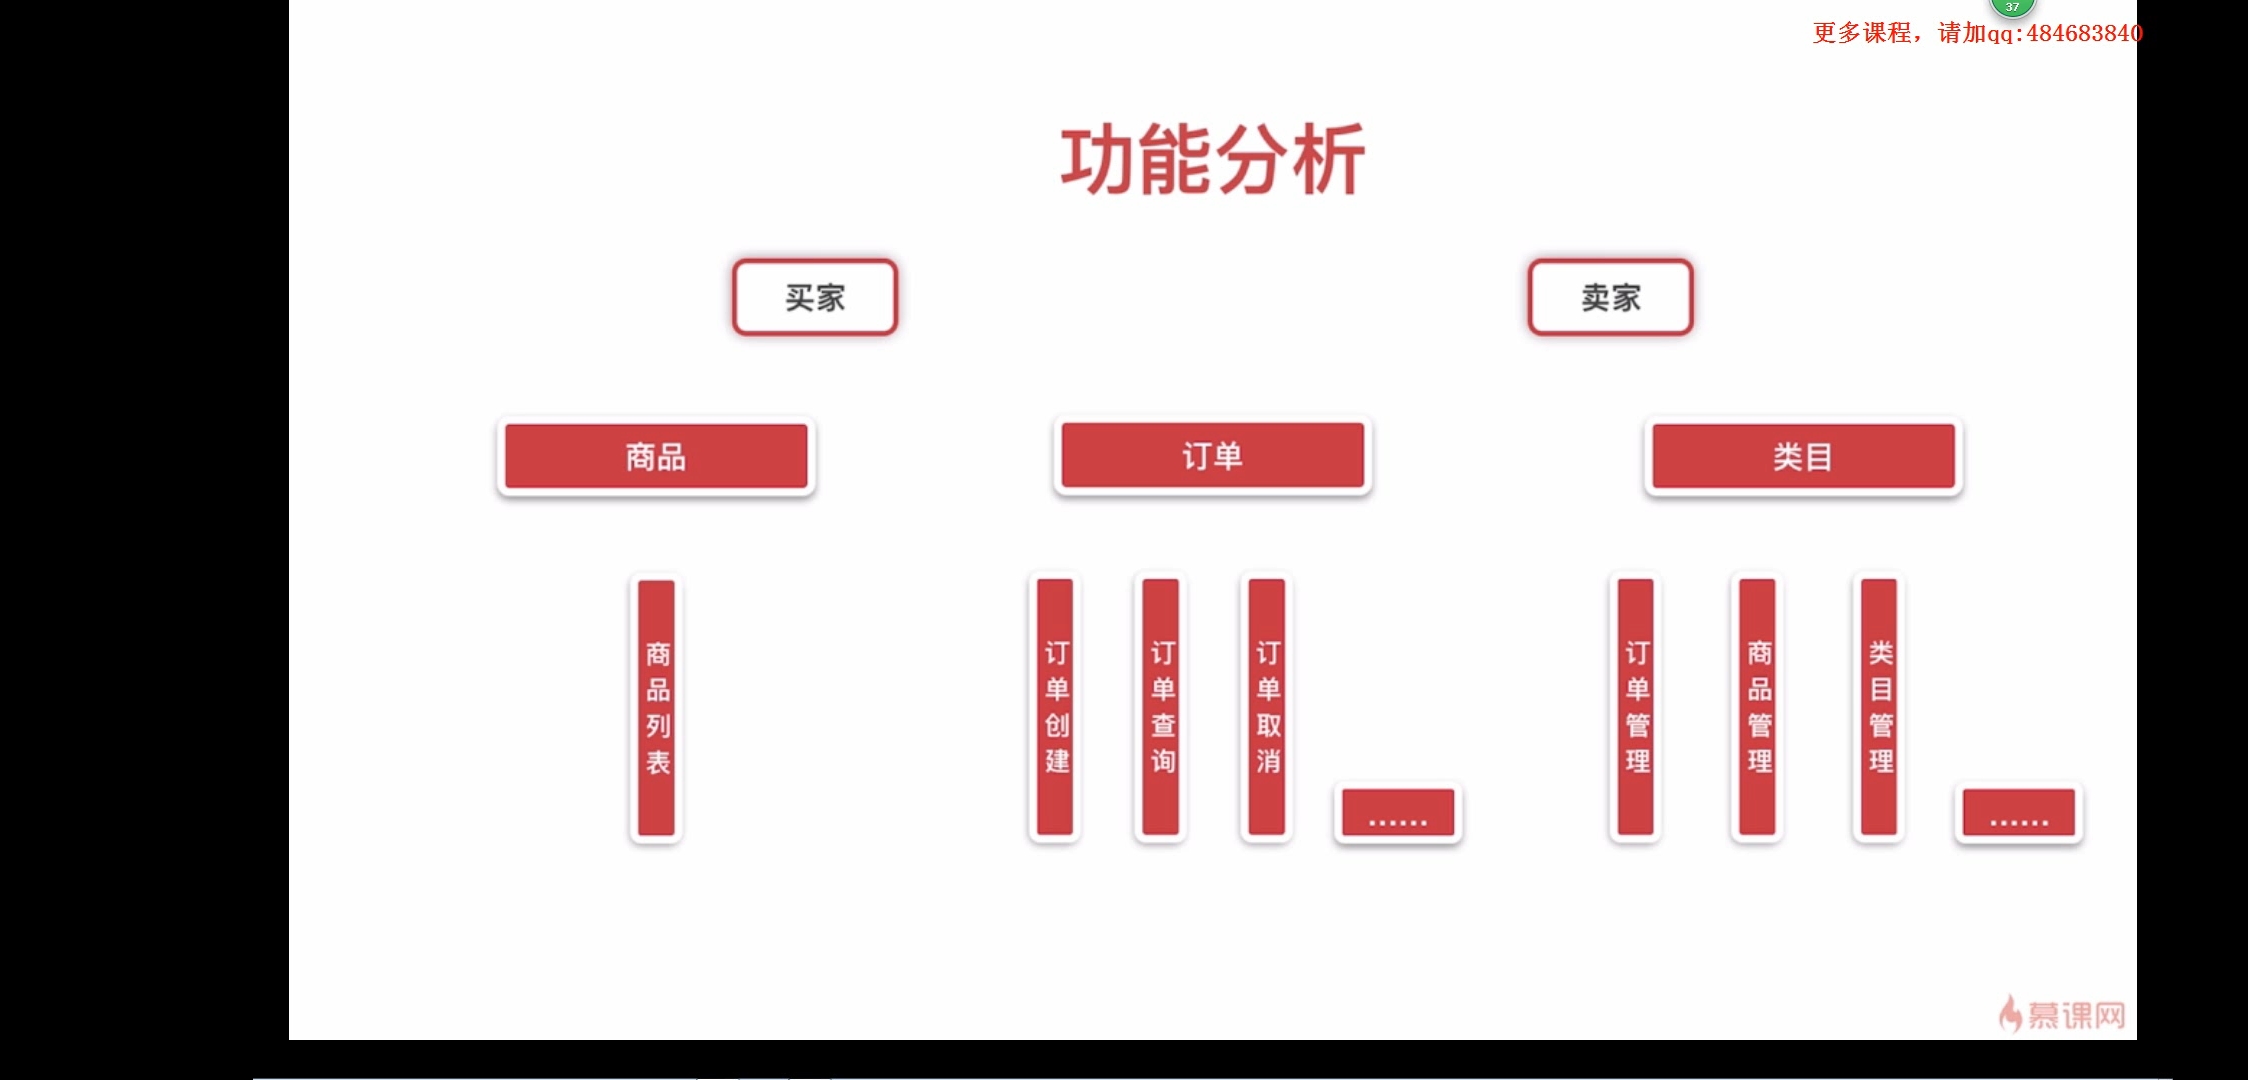 37
更多课程，请加qq:484683840
功能分析
买家
卖家
商品
订单
类目
商品列表
订单创建
订单查询
订单取消
......
订单管理
商品管理
类目管理
......
慕课网